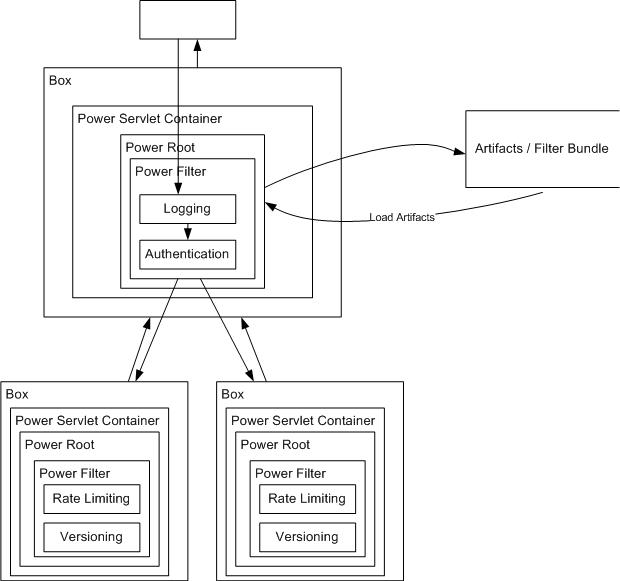 Box
Power Servlet Container
Power Root
Power Filter
Logging
Authentication
Artifacts / Filter Bundle
Load Artifacts
Box
Power Servlet Container
Power Root
Power Filter
Rate Limiting
Versioning
Box
Power Servlet Container
Power Root
Power Filter
Rate Limiting
Versioning